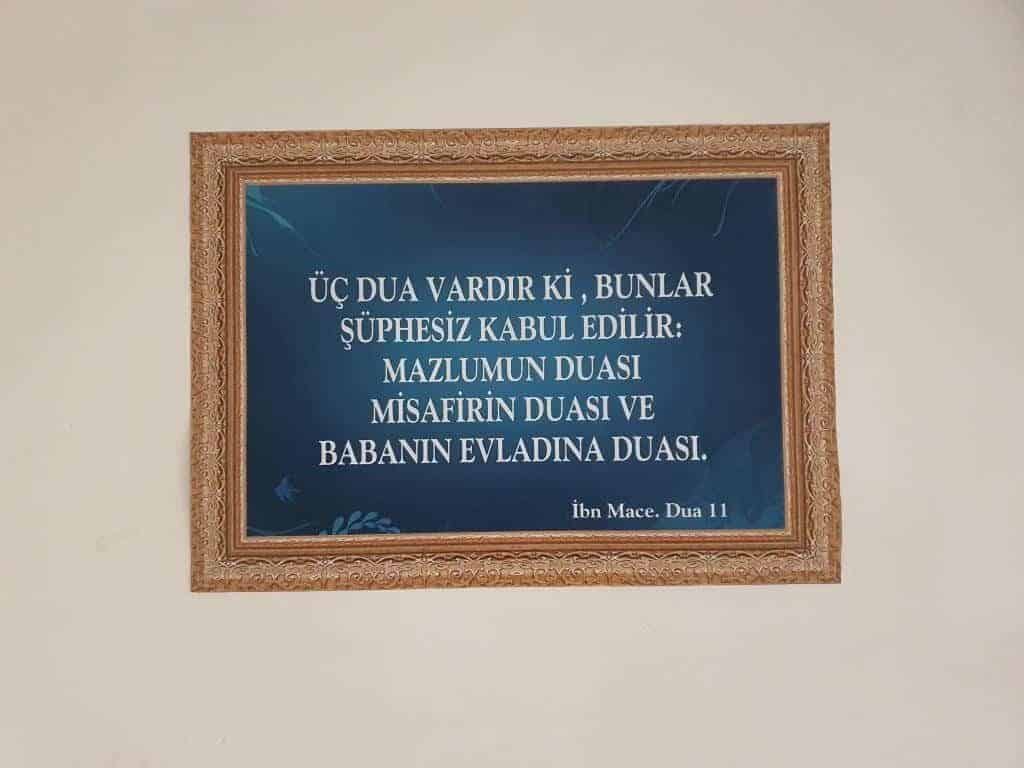 ÜÇ DUA VARDIR Kİ , BUNLAR
ŞÜPHESİZ KABUL EDİLİR:
MAZLUMUN DUASI
MİSAFİRİN DUASI VE
BABANIN EVLADINA DUASI.
İbn Mace. Dua 11